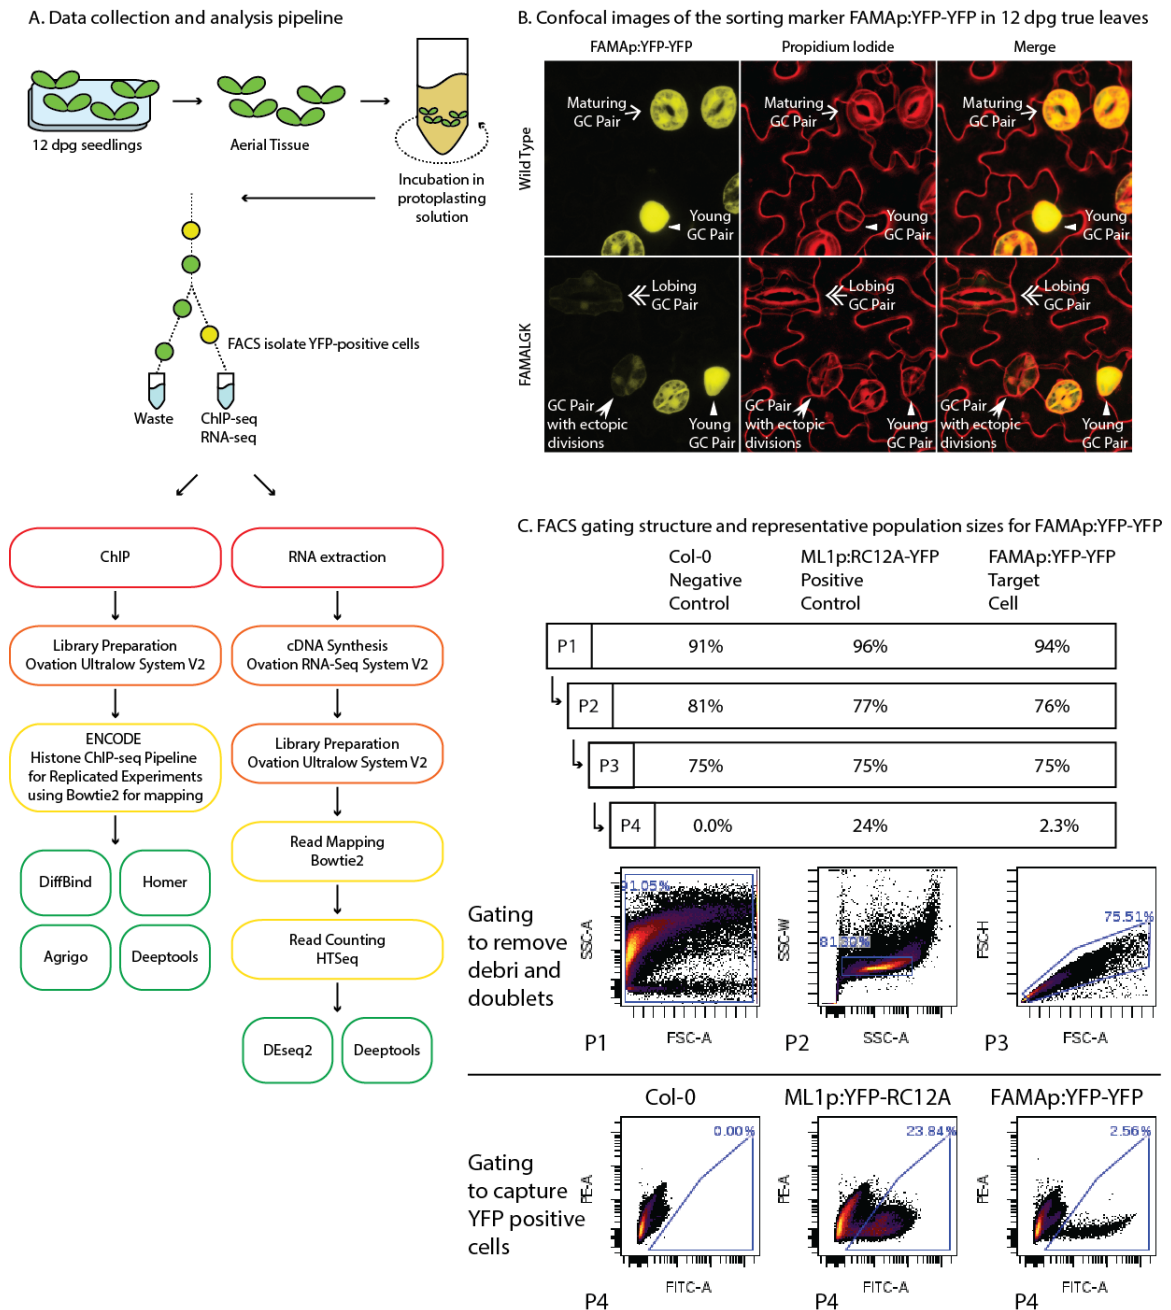 A. Data collection and analysis pipeline
12 dpg seedlings
Aerial Tissue
Incubation in
protoplasting
solution
FACS isolate YFP-positive cells
Waste
ChIP-seq
RNA-seq
ChIP
RNA extraction
Library Preparation
Ovation Ultralow System V2
cDNA Synthesis
Ovation RNA-Seq System V2
ENCODE
Histone ChIP-seq Pipeline
for Replicated Experiments
using Bowtie2 for mapping
Library Preparation
Ovation Ultralow System V2
Read Mapping
Bowtie2
DiffBind
Homer
Agrigo
Deeptools
Read Counting
HTSeq
DEseq2
Deeptools
B. Confocal images of the sorting marker FAMAp:YFP-YFP in 12 dpg true leaves
FAMAp:YFP-YFP
Propidium Iodide
Merge
Wild Type
Maturing
GC Pair
Young
GC Pair
Maturing
GC Pair
Young
GC Pair
Maturing
GC Pair
Young
GC Pair
FAMALGK
Lobing
GC Pair
GC Pair
with ectopic
divisions
Young
GC Pair
Lobing
GC Pair
GC Pair
with ectopic
divisions
Young
GC Pair
Lobing
GC Pair
GC Pair
with ectopic
divisions
Young
GC Pair
C. FACS gating structure and representative population sizes for FAMAp:YFP-YFP
Col-0
Negative
Control
ML1p:RC12A-YFP
Positive
Control
FAMAp:YFP-YFP
Target
Cell
P1 91% 96% 94%
P2 81% 77% 76%
P3 75% 75% 75%
P4 0.0% 24% 2.3%
Gating
to remove
debri and
doublets
91.05%
SSC-A
FSC-A
P1
SSC-W
SSC-A
P2
75.51%
FSC-H
FSC-A
P3
Gating
to capture
YFP positive
cells
Col-0
0.00%
PE-A
FITC-A
P4
ML1p:YFP-RC12A
23.84%
PE-A
FITC-A
P4
FAMAp:YFP-YFP
2.56%
PE-A
FITC-A
P4